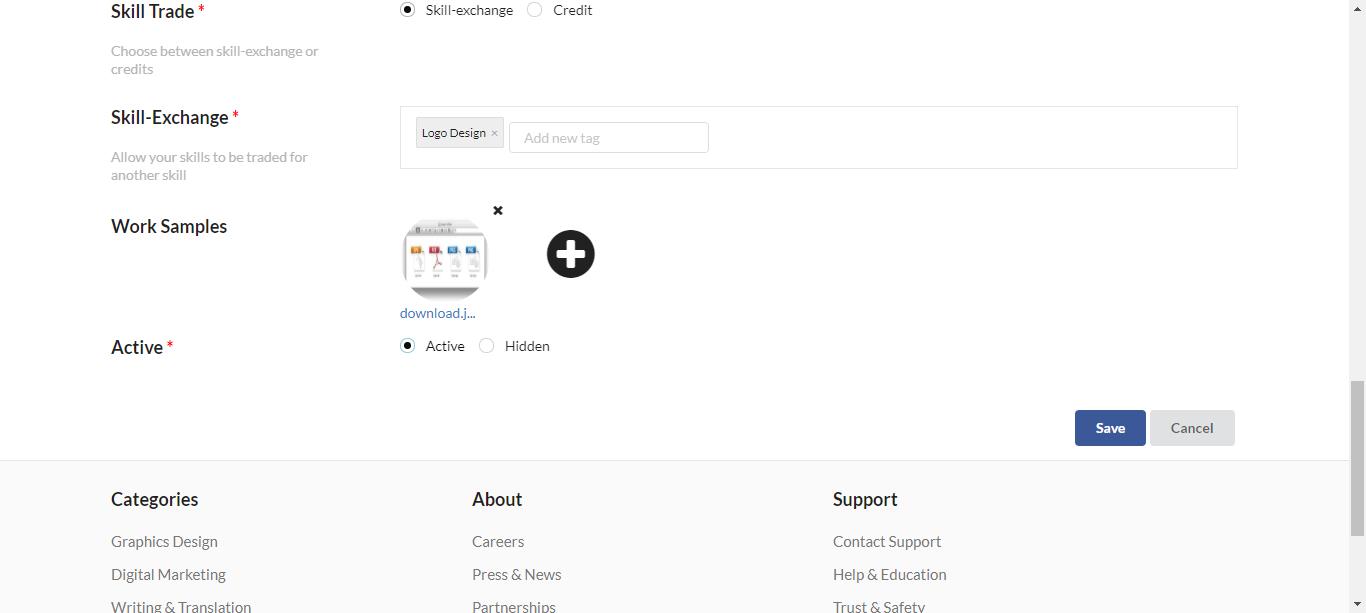 Skill Trade *
Skill-exchange
Credit
Choose between skill-exchange or
credits
Skill-Exchange *
Logo Design ×
Add new tag
Allow your skills to be traded for
another skill
Work Samples
download.j...
Active *
Active
Hidden
Save
Cancel
Categories
About
Support
Graphics Design
Careers
Contact Support
Digital Marketing
Press & News
Help & Education
Writing & Translation
Partnerships
Trust & Safety